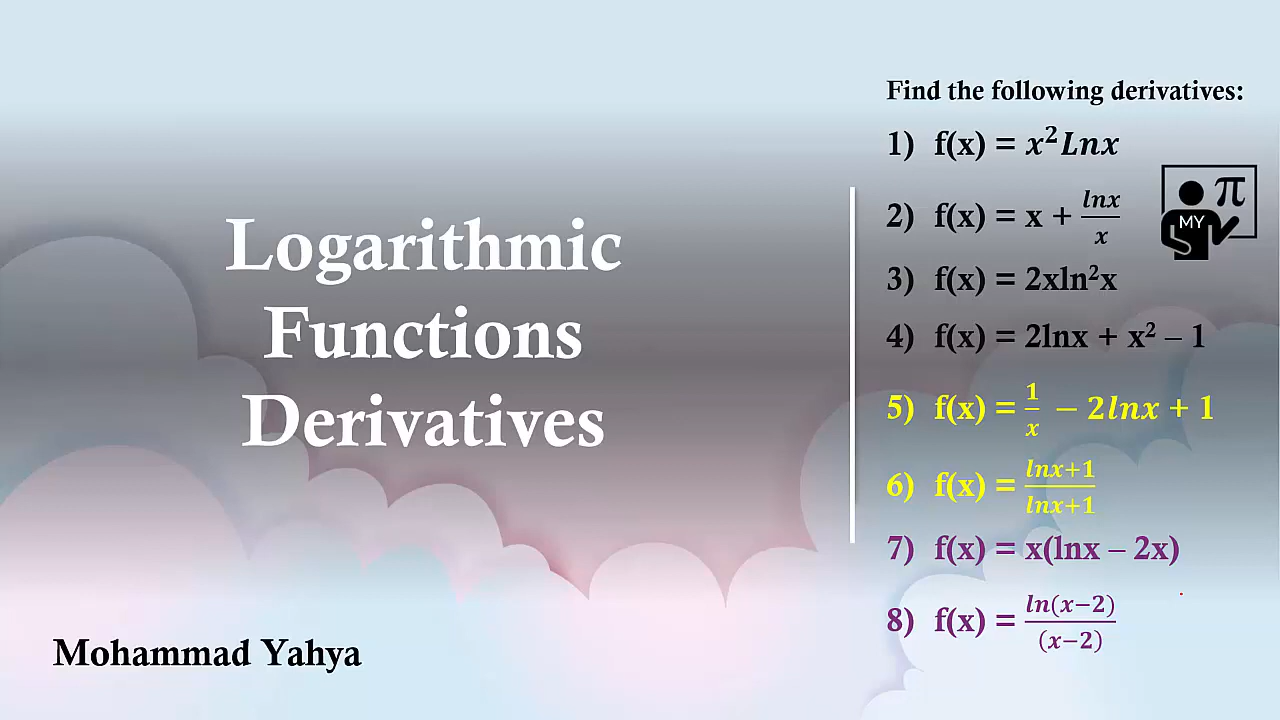 Logarithmic
Functions
Derivatives
Mohammad Yahya
Find the following derivatives:
1) f(x) = x²Lnx
2) f(x) = x + lnx/x
π
MY
3) f(x) = 2xln²x
4) f(x) = 2lnx + x² – 1
5) f(x) = 1/x − 2lnx + 1
6) f(x) = lnx+1/lnx+1
7) f(x) = x(lnx – 2x)
8) f(x) = ln(x−2)/(x−2)